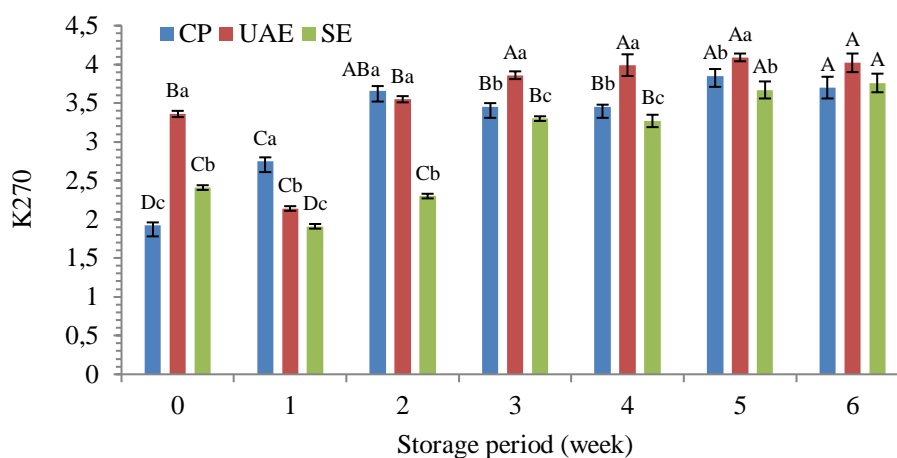 4,5
4
3,5
3
2,5
2
1,5
1
0,5
0
K270
CP UAE SE
Dc Ba Cb
Ca Cb Dc
ABa Ba Cb
Bb Aa Bc
Bb Aa Bc
Ab Aa Ab
A A A
0 1 2 3 4 5 6
Storage period (week)